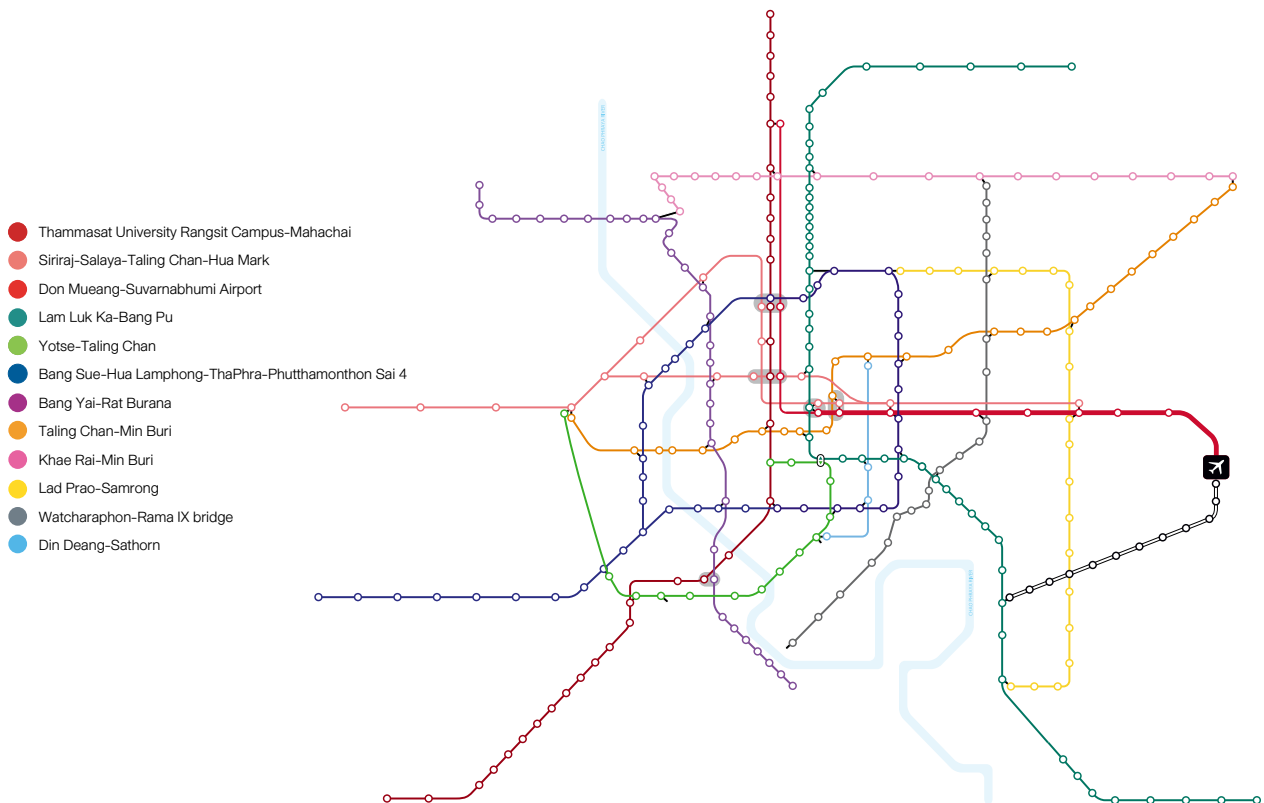 Thammasat University Rangsit Campus-Mahachai
Siriraj-Salaya-Taling Chan-Hua Mark
Don Mueang-Suvarnabhumi Airport
Lam Luk Ka-Bang Pu
Yotse-Taling Chan
Bang Sue-Hua Lamphong-ThaPhra-Phutthamonthon Sai 4
Bang Yai-Rat Burana
Taling Chan-Min Buri
Khae Rai-Min Buri
Lad Prao-Samrong
Watcharaphon-Rama IX bridge
Din Deang-Sathorn